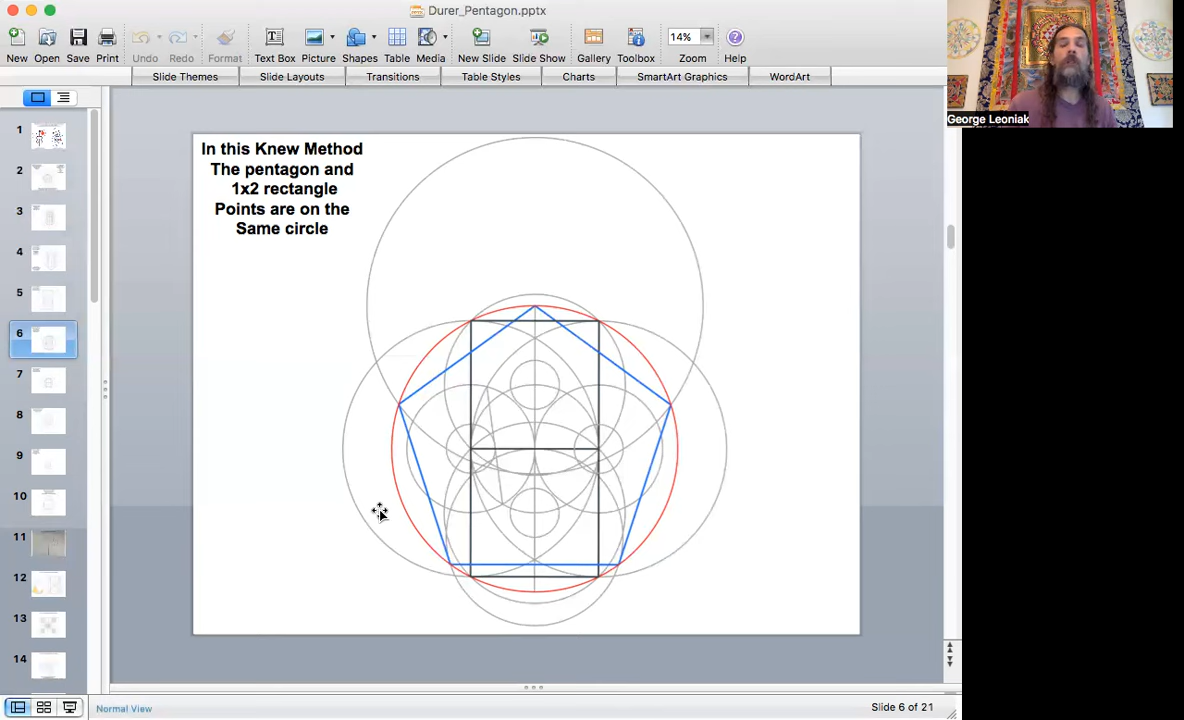 Durer_Pentagon.pptx
New Open Save Print Undo Redo Format Text Box Picture Shapes Table Media New Slide Slide Show Gallery Toolbox 14% Zoom Help
Slide Themes Slide Layouts Transitions Table Styles Charts SmartArt Graphics WordArt
George Leoniak
1
2
3
4
5
6
7
8
9
10
11
12
13
14
In this Knew Method
The pentagon and
1x2 rectangle
Points are on the
Same circle
Normal View
Slide 6 of 21